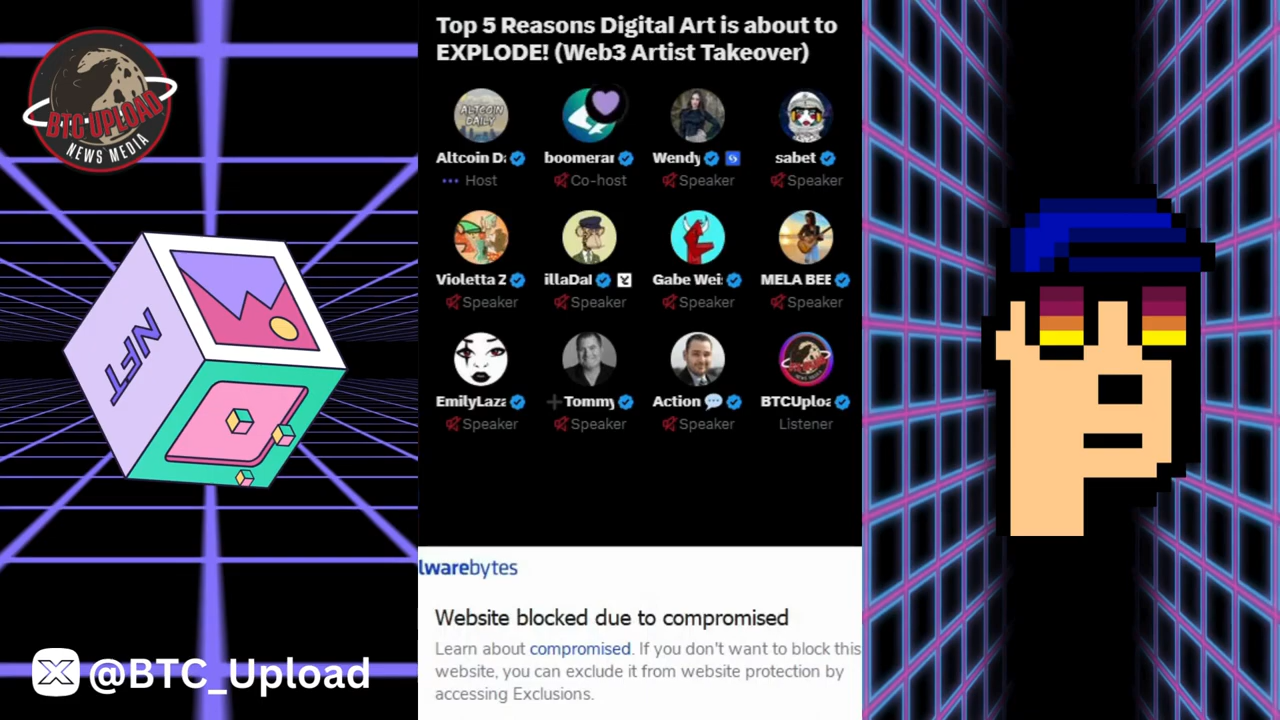 BTC UPLOAD
NEWS MEDIA
NFT
@BTC_Upload
Top 5 Reasons Digital Art is about to
EXPLODE! (Web3 Artist Takeover)
ALTCOIN
DAILY
Altcoin D
boomerar
Wendy
sabet
Host
Co-host
Speaker
Speaker
Violetta Z
illaDal
Gabe Wei
MELA BEE
Speaker
Speaker
Speaker
Speaker
EmilyLaza
Tommy
Action
BTCUploa
Speaker
Speaker
Speaker
Listener
lwarebytes
Website blocked due to compromised
Learn about compromised. If you don't want to block this
website, you can exclude it from website protection by
accessing Exclusions.